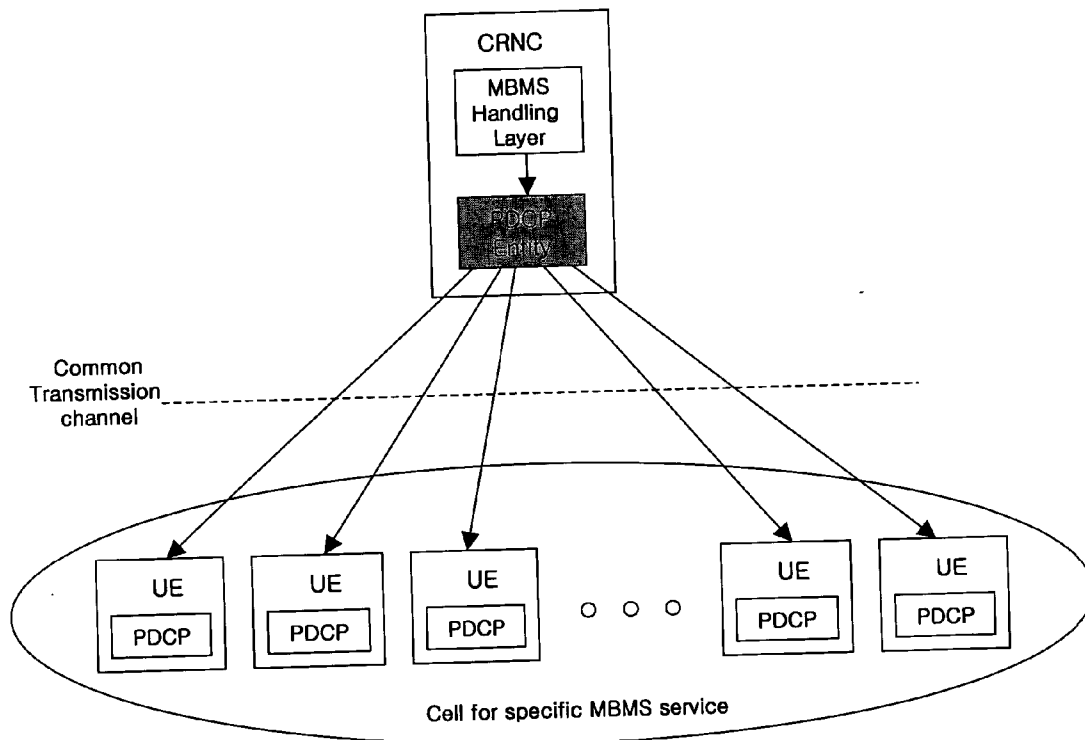 CRNC
MBMS
Handling
Layer
PDCP
Entity
Common
Transmission
channel
UE
PDCP
UE
PDCP
UE
PDCP
UE
PDCP
UE
PDCP
Cell for specific MBMS service